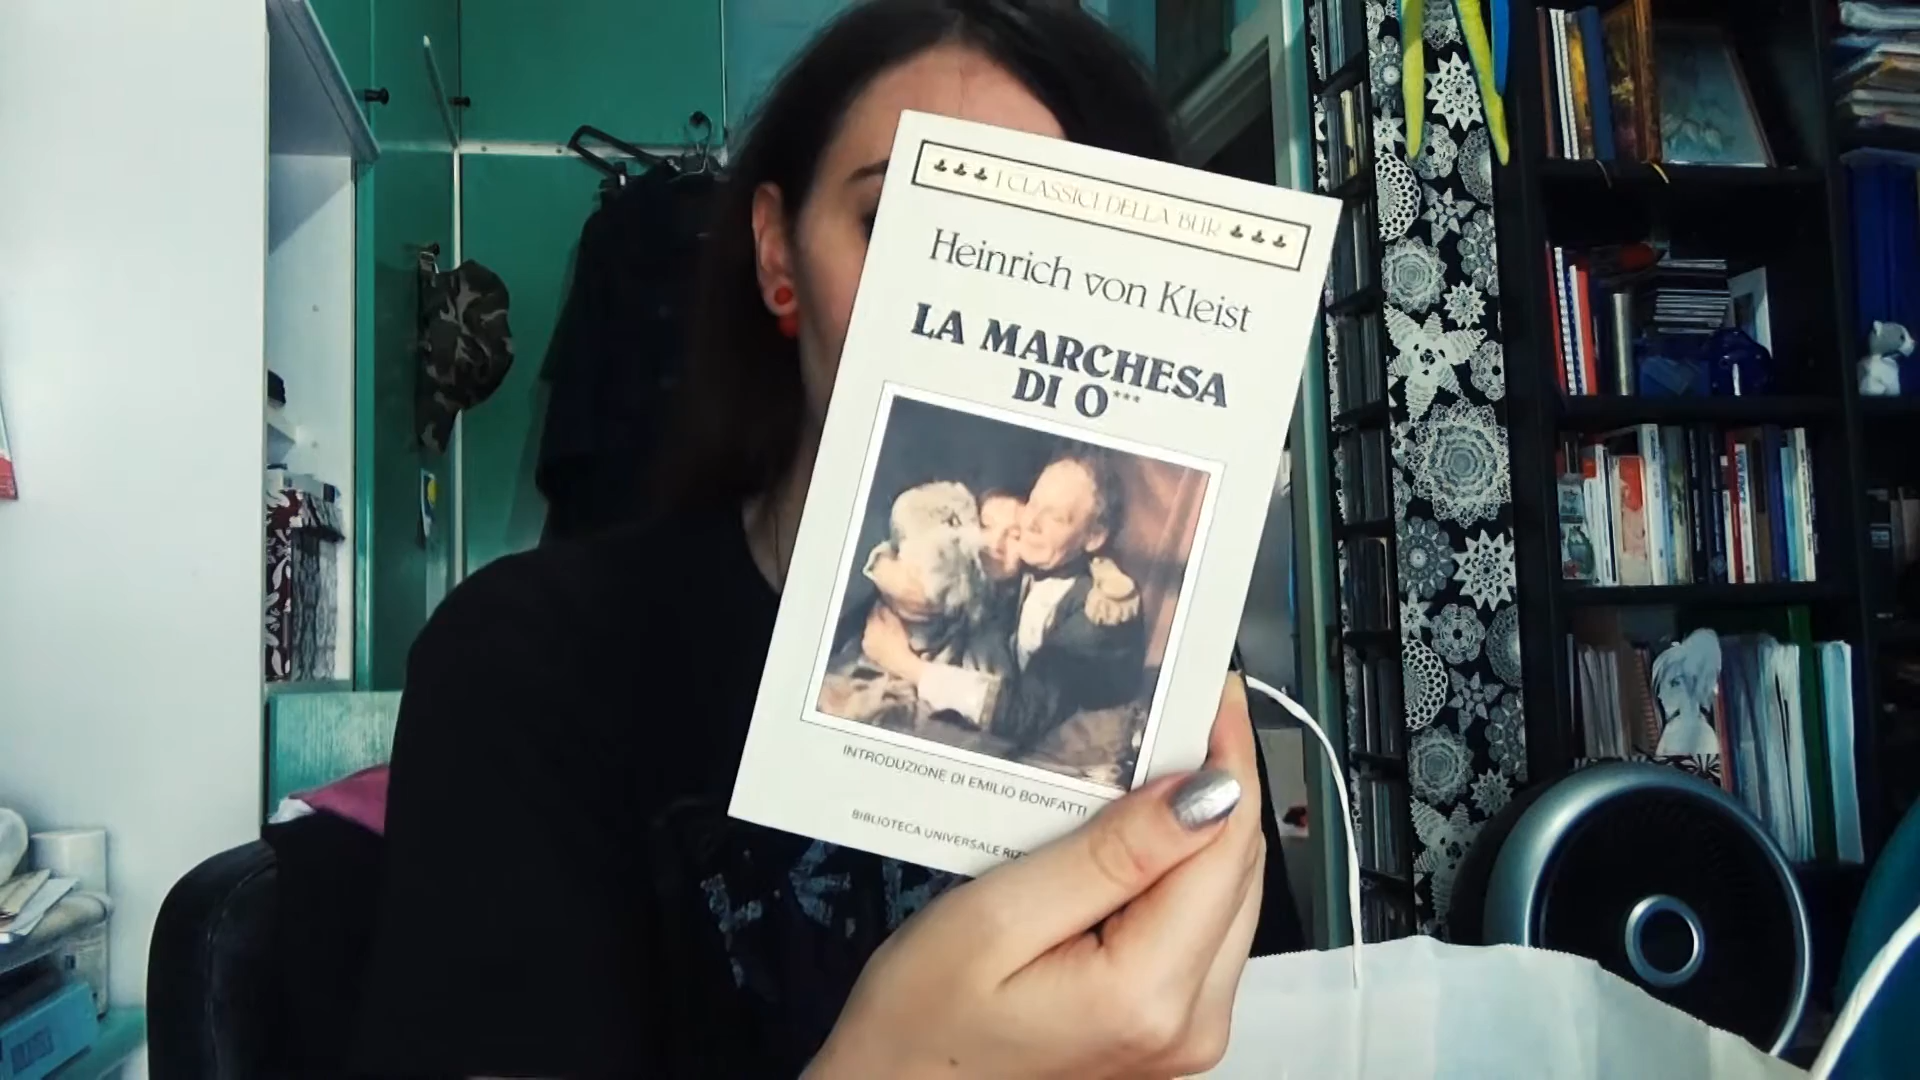 I CLASSICI DELLA BUR
Heinrich von Kleist
LA MARCHESA
DI O***
INTRODUZIONE DI EMILIO BONFATTI
BIBLIOTECA UNIVERSALE